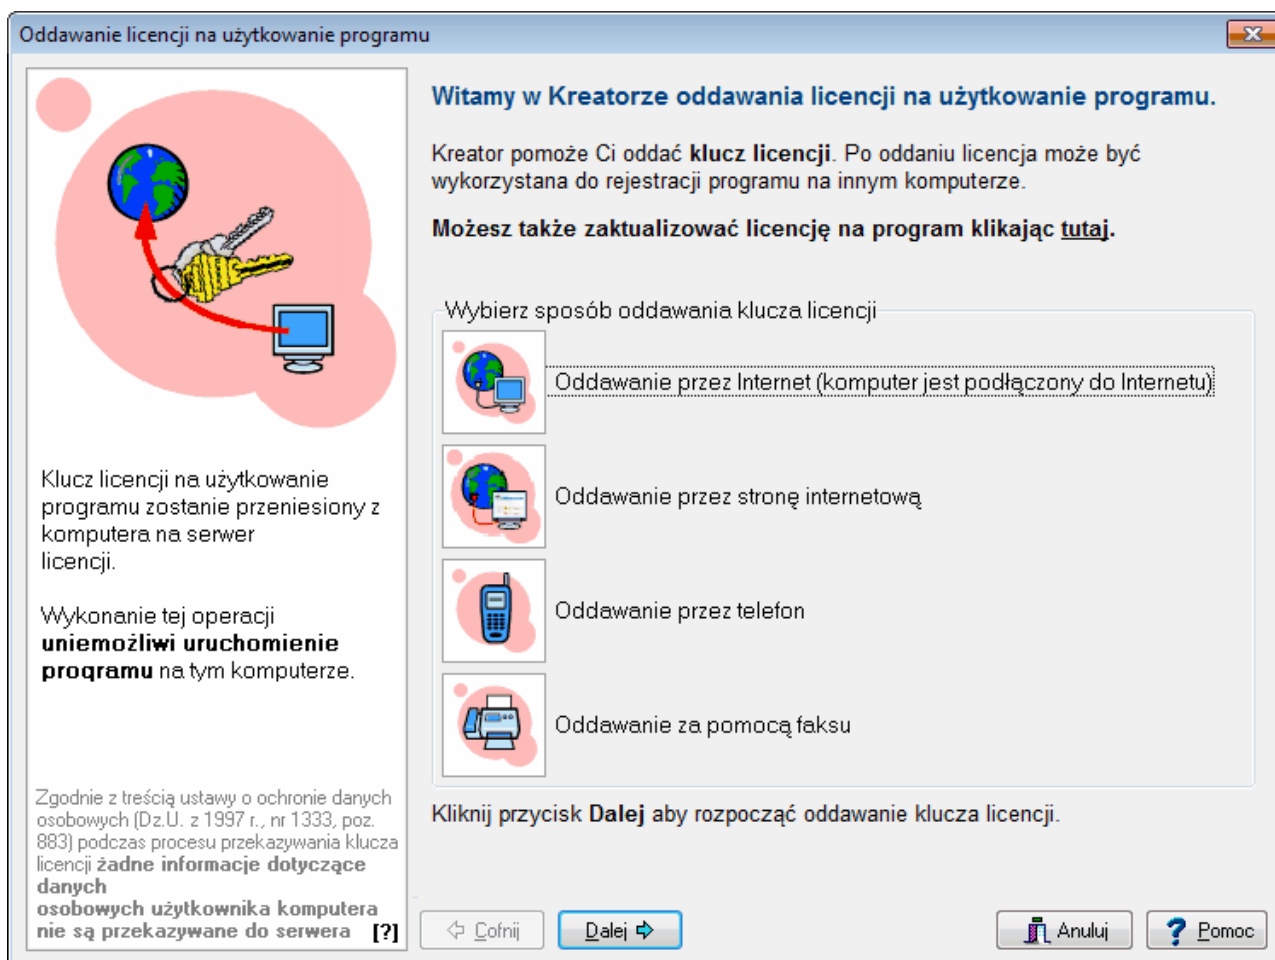 Oddawanie licencji na użytkowanie programu
Witamy w Kreatorze oddawania licencji na użytkowanie programu.
Kreator pomoże Ci oddać klucz licencji. Po oddaniu licencja może być
wykorzystana do rejestracji programu na innym komputerze.
Możesz także zaktualizować licencję na program klikając tutaj.
Wybierz sposób oddawania klucza licencji
Oddawanie przez Internet (komputer jest podłączony do Internetu)
Oddawanie przez stronę internetową
Oddawanie przez telefon
Oddawanie za pomocą faksu
Kliknij przycisk Dalej aby rozpocząć oddawanie klucza licencji.
Klucz licencji na użytkowanie
programu zostanie przeniesiony z
komputera na serwer
licencji.
Wykonanie tej operacji
uniemożliwi uruchomienie
programu na tym komputerze.
Zgodnie z treścią ustawy o ochronie danych
osobowych (Dz.U. z 1997 r., nr 1333, poz.
883) podczas procesu przekazywania klucza
licencji żadne informacje dotyczące
danych
osobowych użytkownika komputera
nie są przekazywane do serwera [?]
Cofnij
Dalej
Anuluj
Pomoc